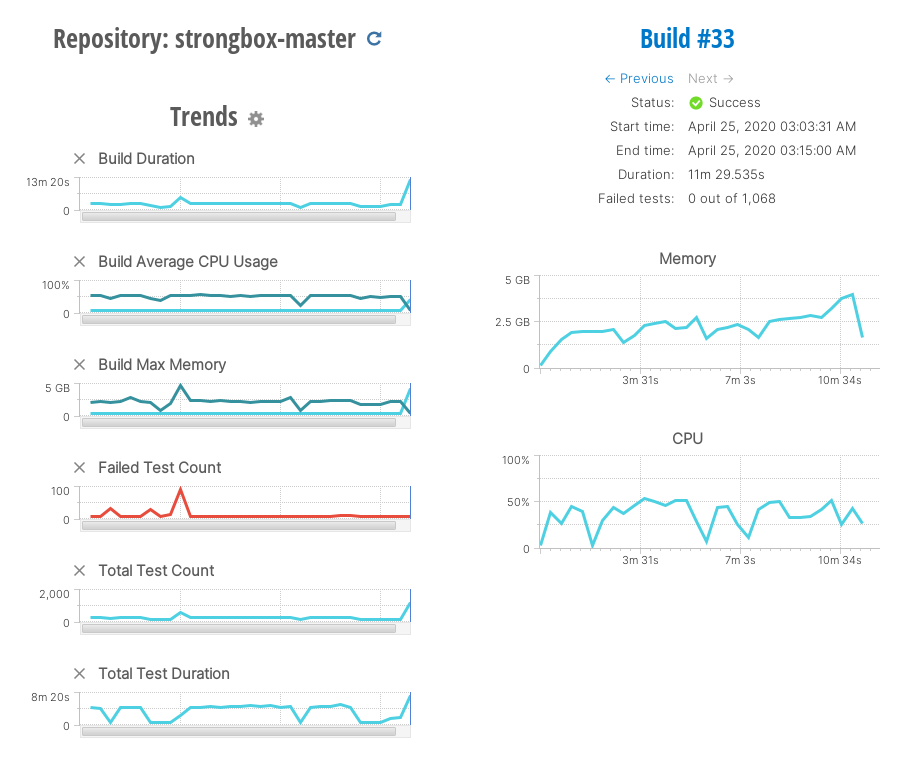 Repository: strongbox-master
Trends
Build Duration
13m 20s
0
Build Average CPU Usage
100%
0
Build Max Memory
5 GB
0
Failed Test Count
100
0
Total Test Count
2,000
0
Total Test Duration
8m 20s
0
Build #33
← Previous Next →
Status: Success
Start time: April 25, 2020 03:03:31 AM
End time: April 25, 2020 03:15:00 AM
Duration: 11m 29.535s
Failed tests: 0 out of 1,068
Memory
5 GB
2.5 GB
0
3m 31s 7m 3s 10m 34s
CPU
100%
50%
0
3m 31s 7m 3s 10m 34s